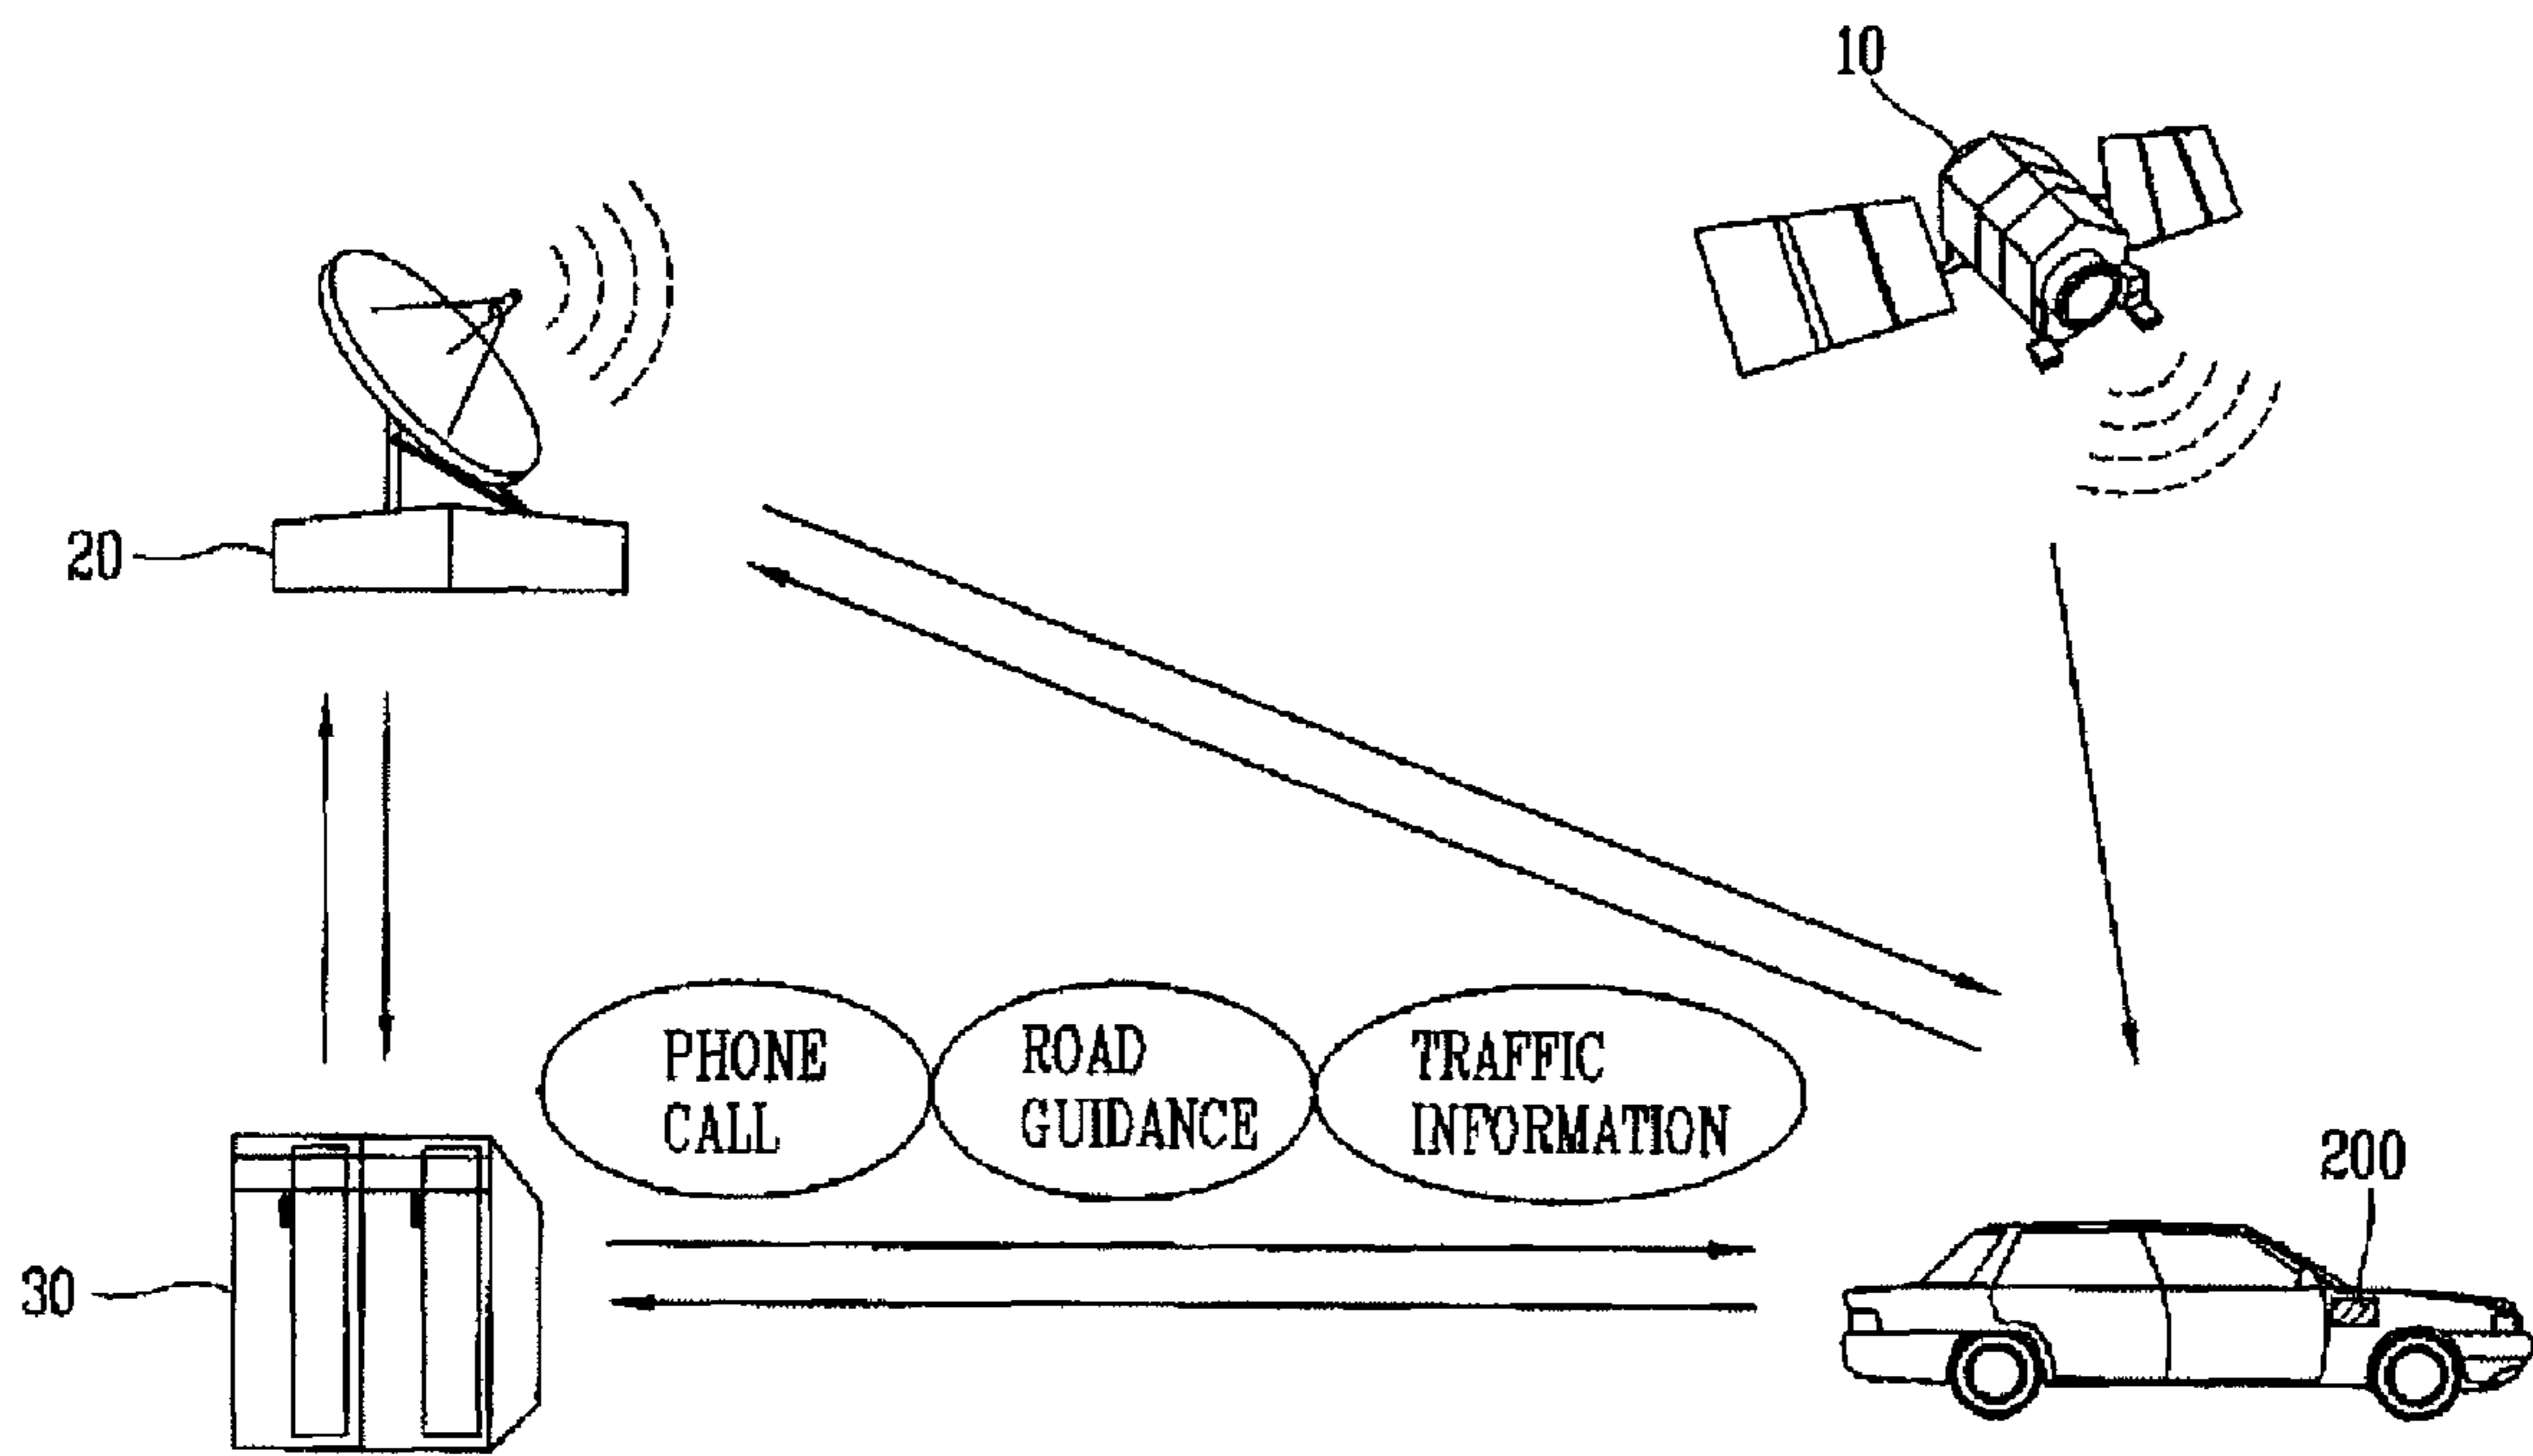 10
20
PHONE
CALL
ROAD
GUIDANCE
TRAFFIC
INFORMATION
200
30